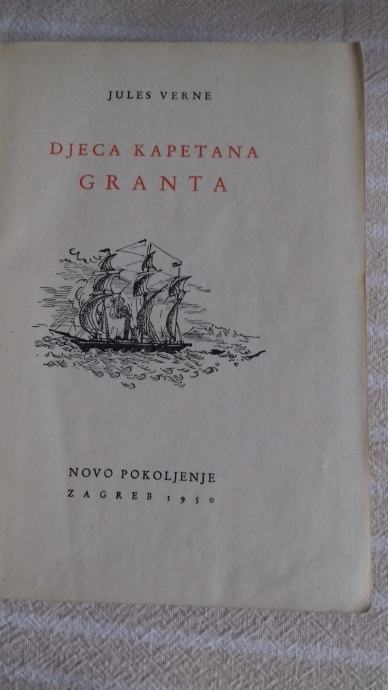 JULES VERNE
DJECA KAPETANA
GRANTA
NOVO POKOLJENJE
ZAGREB 1950